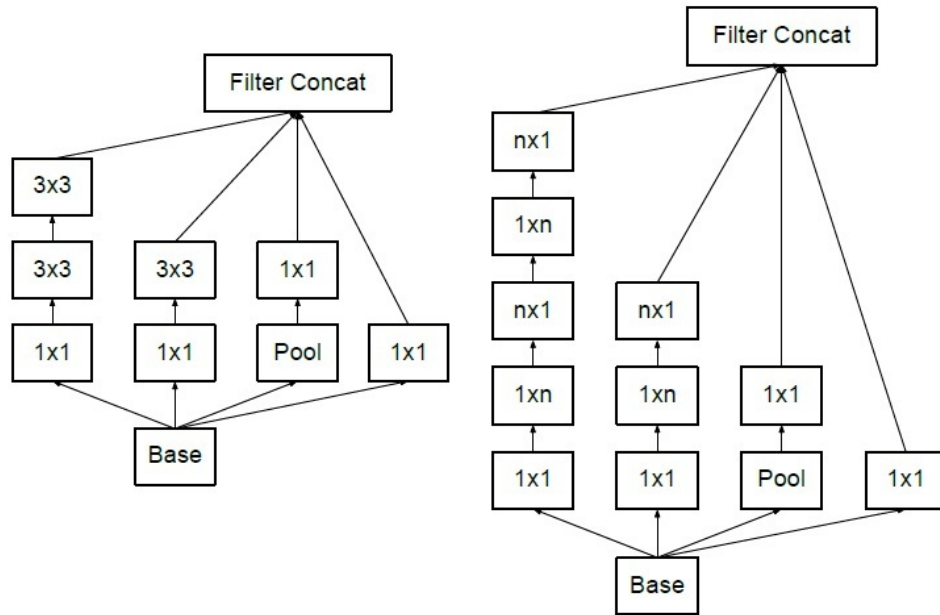 Filter Concat
3x3
3x3
3x3
1x1
1x1
1x1
Pool
1x1
Base
Filter Concat
nx1
1xn
nx1
nx1
1xn
1xn
1x1
1x1
1x1
Pool
1x1
Base